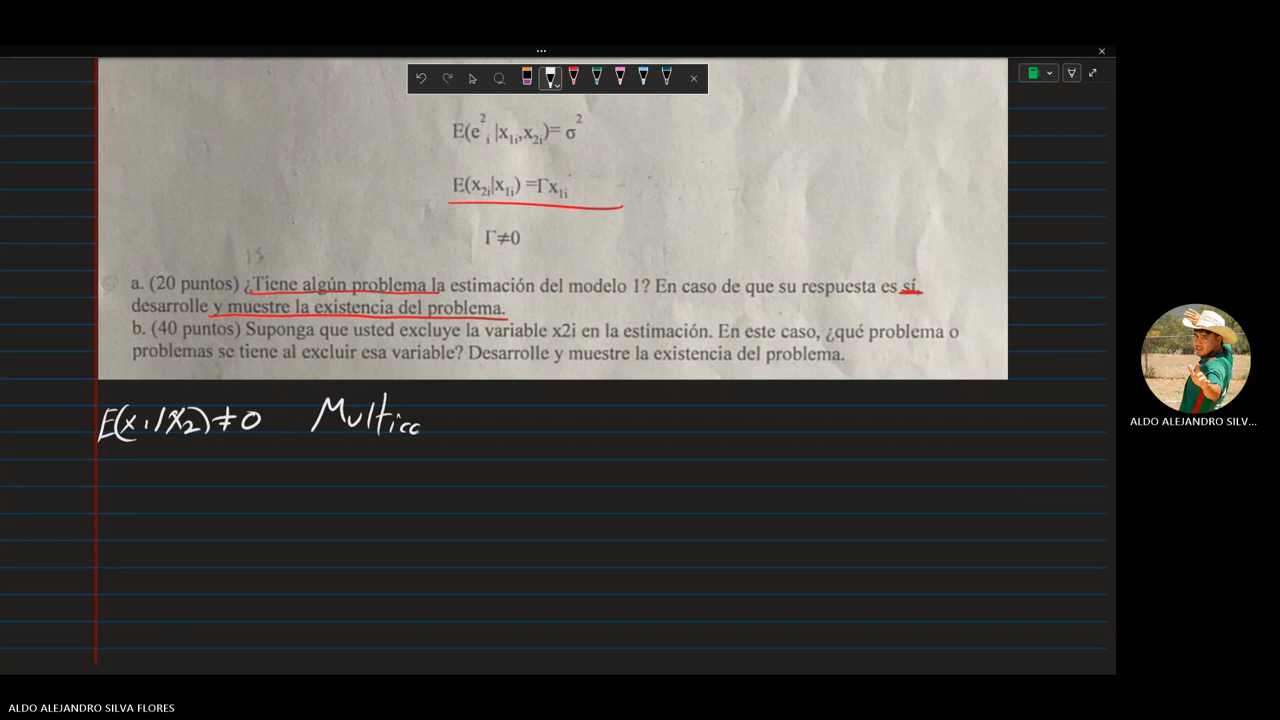 E(e²ᵢ |x₁ᵢ,x₂ᵢ)= σ²
E(x₂ᵢ|x₁ᵢ) =Γx₁ᵢ
Γ≠0
15
a. (20 puntos) ¿Tiene algún problema la estimación del modelo 1? En caso de que su respuesta es sí,
desarrolle y muestre la existencia del problema.
b. (40 puntos) Suponga que usted excluye la variable x2i en la estimación. En este caso, ¿qué problema o
problemas se tiene al excluir esa variable? Desarrolle y muestre la existencia del problema.
E(x₁/x₂)≠0 Multico
ALDO ALEJANDRO SILV...
ALDO ALEJANDRO SILVA FLORES